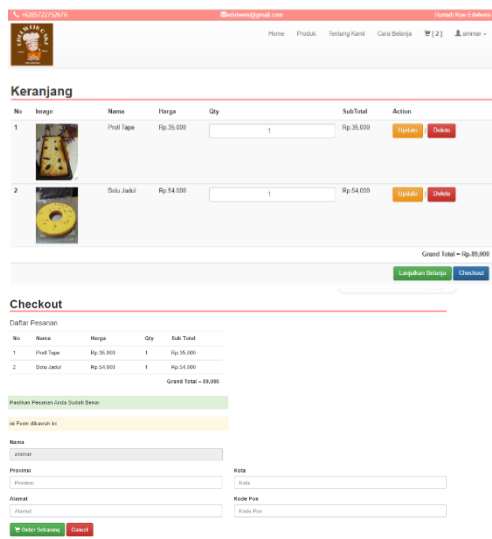 +6285722752676 edelweis@gmail.com Rumah Kue Edelweis
Home Produk Tentang Kami Cara Belanja [ 2 ] ammar
Keranjang
No Image Nama Harga Qty SubTotal Action
1 Proll Tape Rp.35,000 1 Rp.35,000 Update Delete
2 Bolu Jadul Rp.54,000 1 Rp.54,000 Update Delete
Grand Total = Rp.89,000
Lanjutkan Belanja Checkout
Checkout
Daftar Pesanan
No Nama Harga Qty Sub Total
1 Proll Tape Rp.35,000 1 Rp.35,000
2 Bolu Jadul Rp.54,000 1 Rp.54,000
Grand Total = 89,000
Pastikan Pesanan Anda Sudah Benar
isi Form dibawah ini
Nama
ammar
Provinsi Kota
Provinsi Kota
Alamat Kode Pos
Alamat Kode Pos
Order Sekarang Cancel